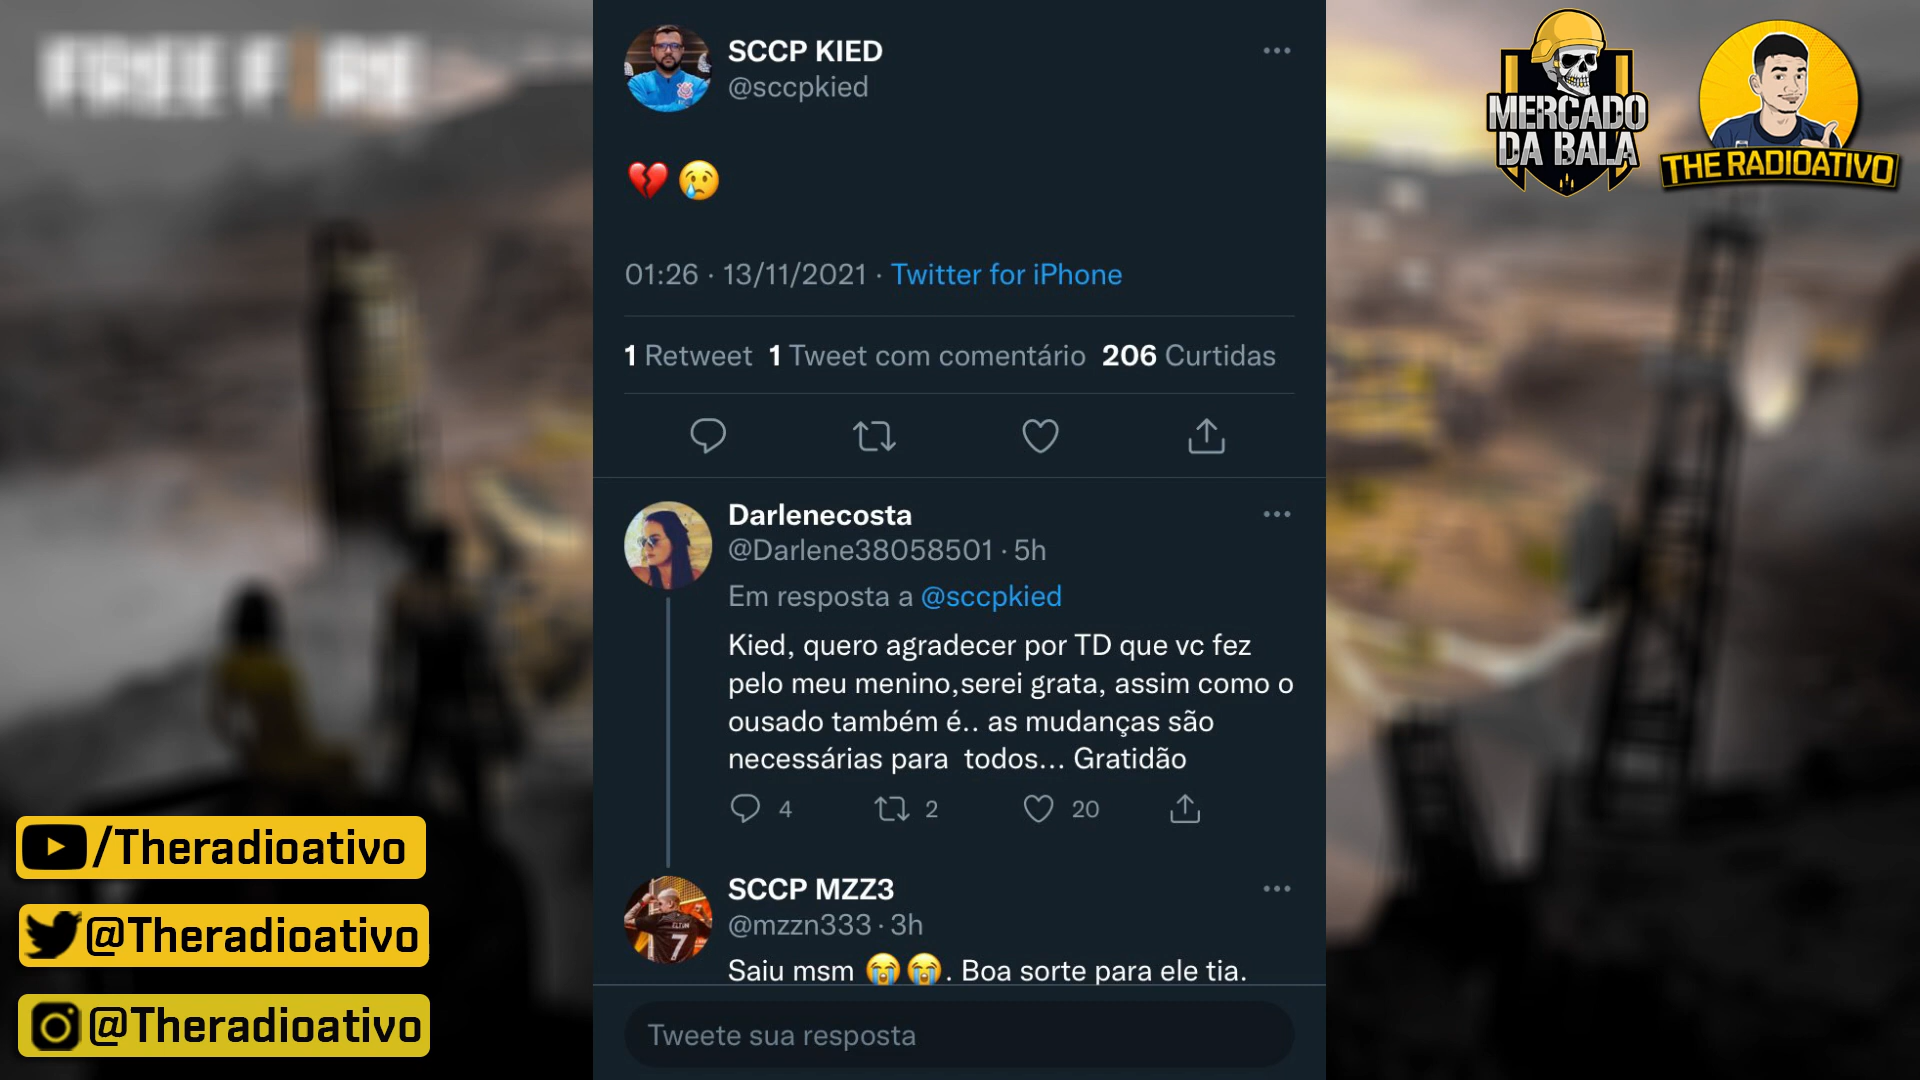 FREE FIRE
SCCP KIED
@sccpkied
💔 😢
01:26 · 13/11/2021 · Twitter for iPhone
1 Retweet 1 Tweet com comentário 206 Curtidas
Darlenecosta
@Darlene38058501 · 5h
Em resposta a @sccpkied
Kied, quero agradecer por TD que vc fez
pelo meu menino,serei grata, assim como o
ousado também é.. as mudanças são
necessárias para  todos... Gratidão
4 2 20
SCCP MZZ3
@mzzn333 · 3h
Saiu msm 😭😭. Boa sorte para ele tia.
Tweete sua resposta
MERCADO
DA BALA
THE RADIOATIVO
/Theradioativo
@Theradioativo
@Theradioativo